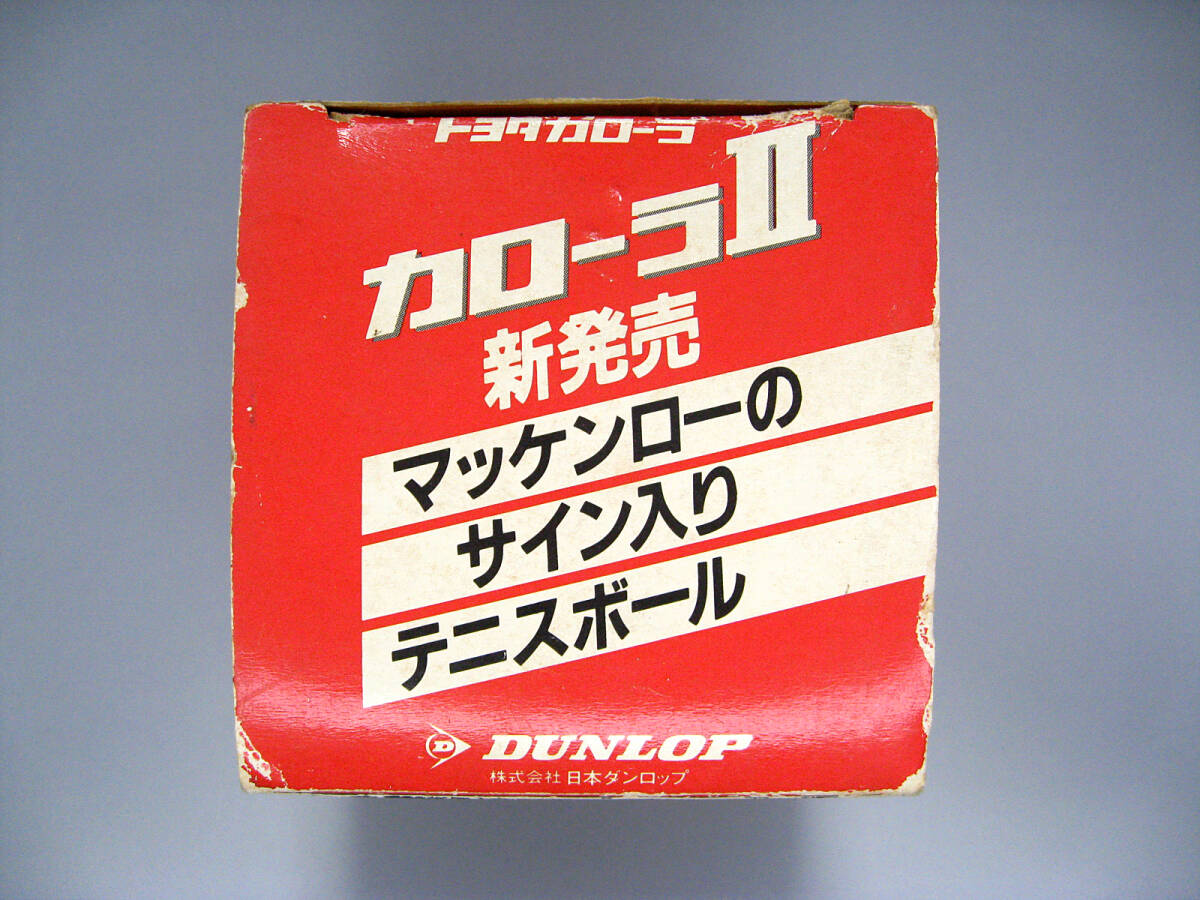 トヨタカローラ
カローラII
新発売
マッケンローの
サイン入り
テニスボール
D DUNLOP
株式会社 日本ダンロップ